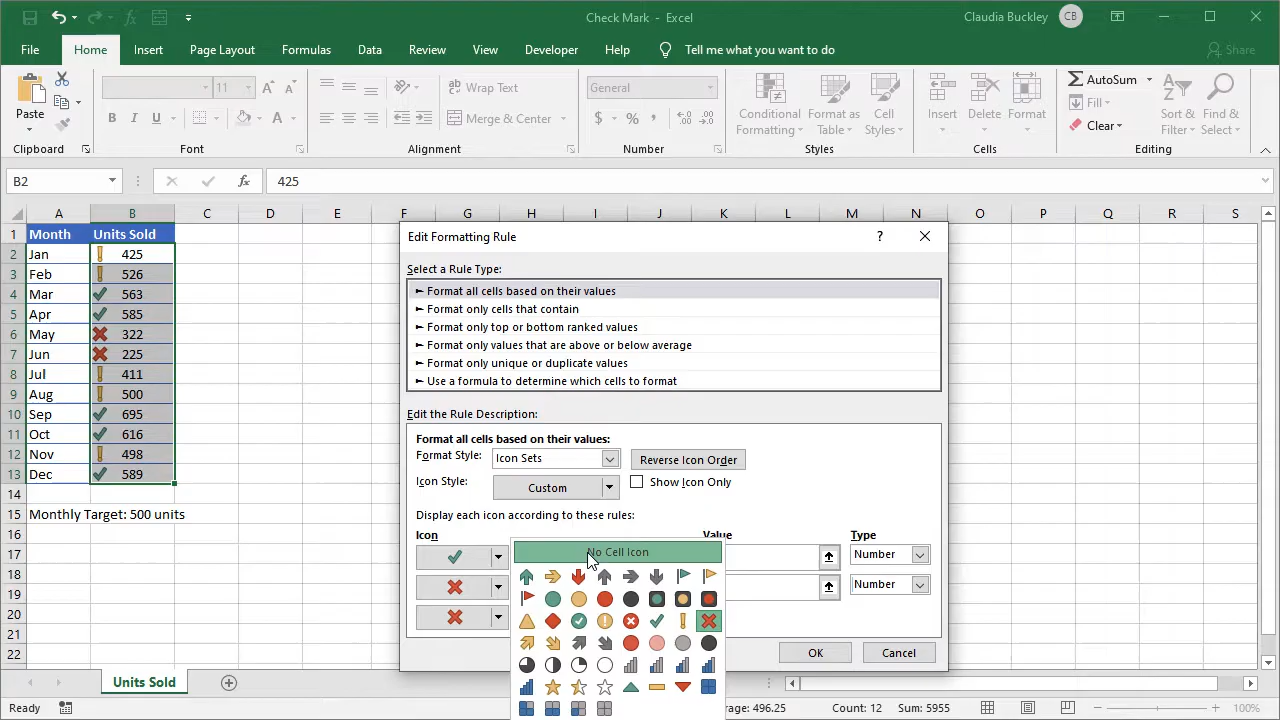 Check Mark - Excel
Claudia Buckley CB
File Home Insert Page Layout Formulas Data Review View Developer Help Tell me what you want to do Share
Paste
11
Wrap Text
Merge & Center
General
Conditional Formatting
Format as Table
Cell Styles
Insert
Delete
Format
AutoSum
Fill
Clear
Sort & Filter
Find & Select
Clipboard Font Alignment Number Styles Cells Editing
B2 fx 425
A B C D E F G H I J K L M N O P Q R S
1 Month Units Sold
2 Jan 425
3 Feb 526
4 Mar 563
5 Apr 585
6 May 322
7 Jun 225
8 Jul 411
9 Aug 500
10 Sep 695
11 Oct 616
12 Nov 498
13 Dec 589
14
15 Monthly Target: 500 units
16
17
18
19
20
21
22
Edit Formatting Rule ?
Select a Rule Type:
► Format all cells based on their values
► Format only cells that contain
► Format only top or bottom ranked values
► Format only values that are above or below average
► Format only unique or duplicate values
► Use a formula to determine which cells to format
Edit the Rule Description:
Format all cells based on their values:
Format Style: Icon Sets Reverse Icon Order
Icon Style: Custom Show Icon Only
Display each icon according to these rules:
Icon Value Type
No Cell Icon
Number
Number
OK Cancel
Units Sold
Ready
Count: 12 Sum: 5955 100%